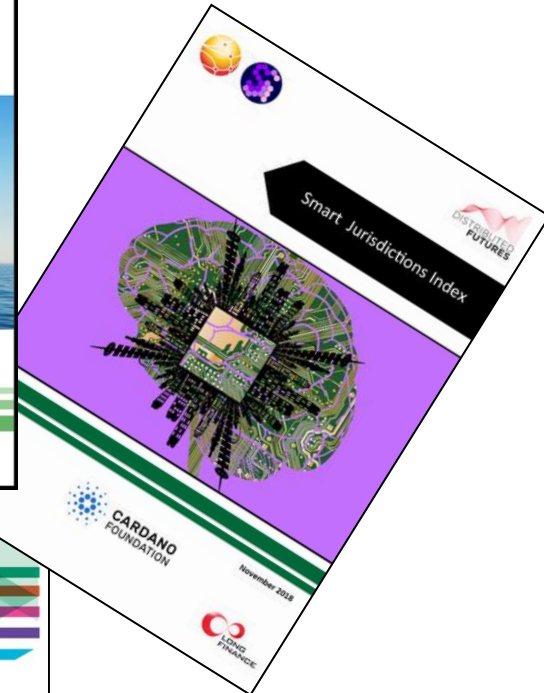 Smart Jurisdictions Index
DISTRIBUTED
FUTURES
CARDANO
FOUNDATION
November 2018
LONG
FINANCE